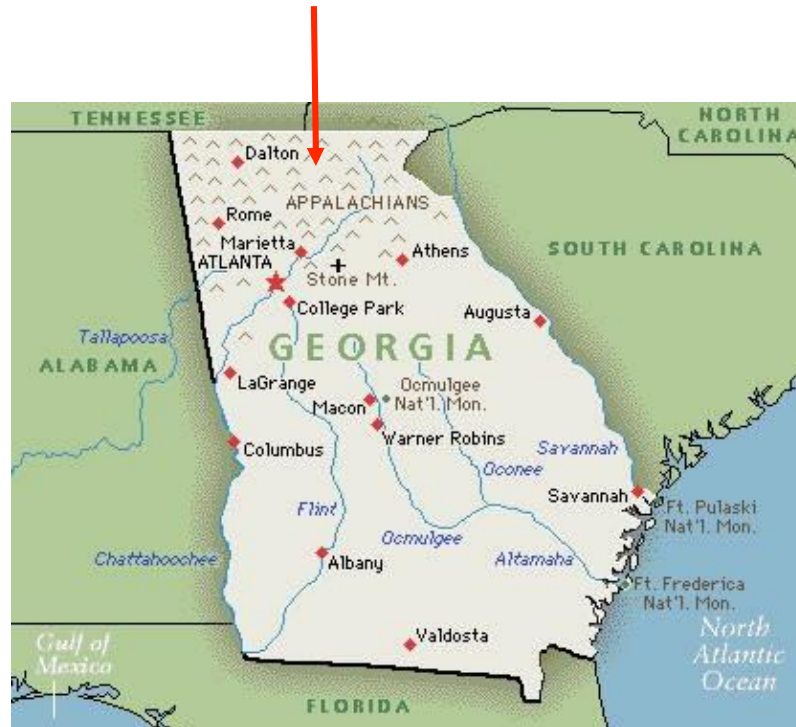 TENNESSEE
NORTH
CAROLINA
Dalton
APPALACHIANS
Rome
Marietta
ATLANTA
Athens
Stone Mt.
SOUTH CAROLINA
College Park
Augusta
Tallapoosa
GEORGIA
ALABAMA
LaGrange
Ocmulgee
Nat'l. Mon.
Macon
Warner Robins
Columbus
Savannah
Oconee
Savannah
Flint
Ft. Pulaski
Nat'l. Mon.
Ocmulgee
Altamaha
Chattahoochee
Albany
Ft. Frederica
Nat'l. Mon.
Valdosta
Gulf of
Mexico
North
Atlantic
Ocean
FLORIDA